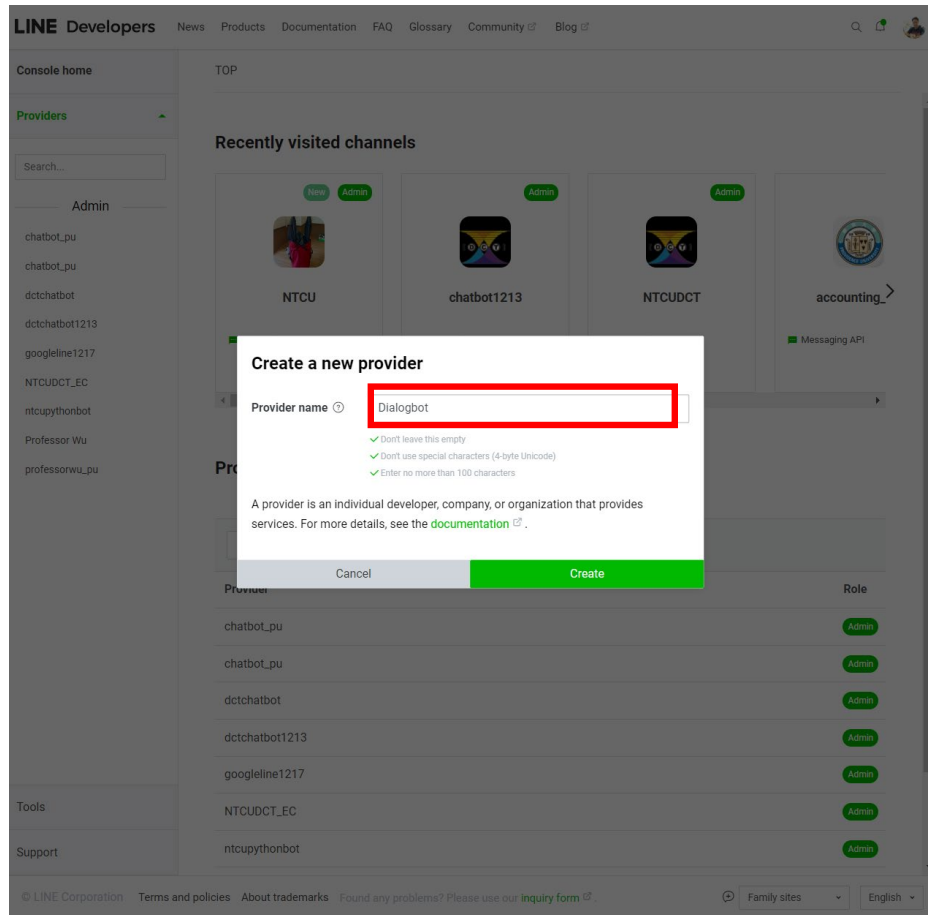 LINE Developers News Products Documentation FAQ Glossary Community Blog
Console home
TOP
Providers
Search...
Admin
chatbot_pu
chatbot_pu
dctchatbot
dctchatbot1213
googleline1217
NTCUDCT_EC
ntcupythonbot
Professor Wu
professorwu_pu
Tools
Support
Recently visited channels
New Admin
NTCU
Admin
chatbot1213
Admin
NTCUDCT
accounting_
Messaging API
Create a new provider
Provider name Dialogbot
Don't leave this empty
Don't use special characters (4-byte Unicode)
Enter no more than 100 characters
A provider is an individual developer, company, or organization that provides
services. For more details, see the documentation .
Cancel Create
Provider Role
chatbot_pu Admin
chatbot_pu Admin
dctchatbot Admin
dctchatbot1213 Admin
googleline1217 Admin
NTCUDCT_EC Admin
ntcupythonbot Admin
© LINE Corporation Terms and policies About trademarks Found any problems? Please use our inquiry form . Family sites English